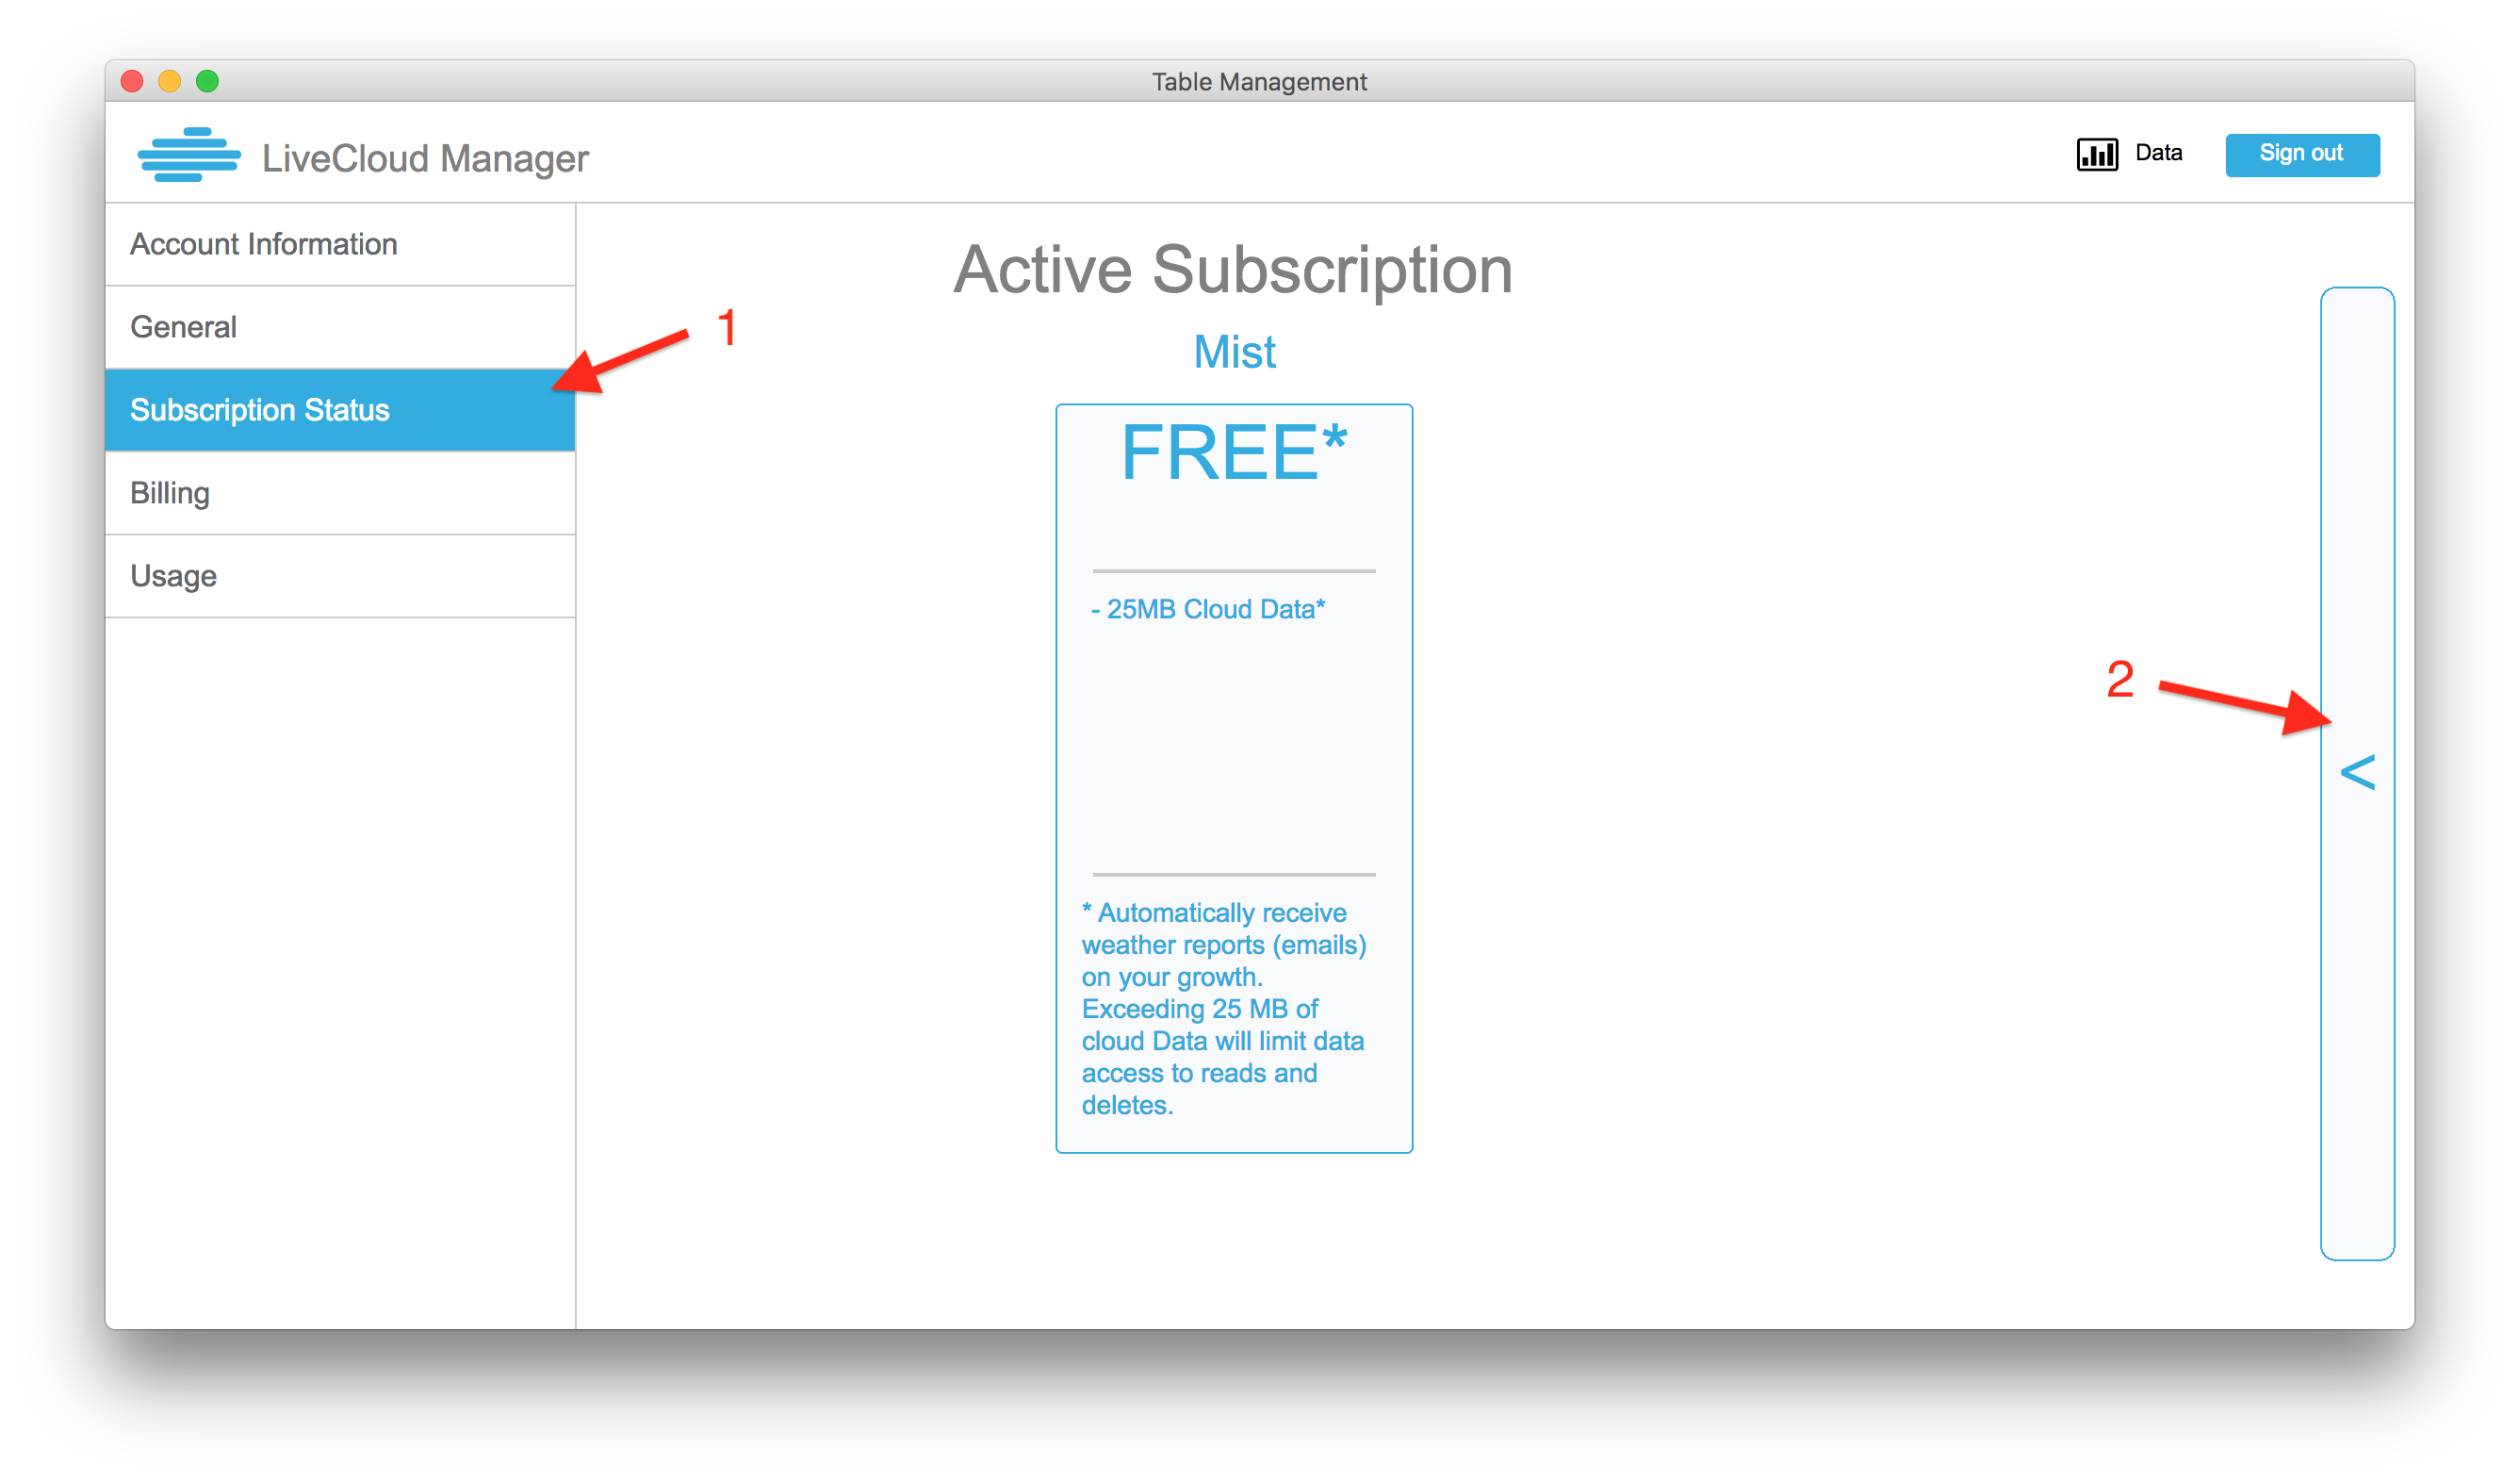 Table Management
LiveCloud Manager
Data
Sign out
Account Information
General
Subscription Status
Billing
Usage
1
Active Subscription
Mist
FREE*
- 25MB Cloud Data*
* Automatically receive
weather reports (emails)
on your growth.
Exceeding 25 MB of
cloud Data will limit data
access to reads and
deletes.
2
<